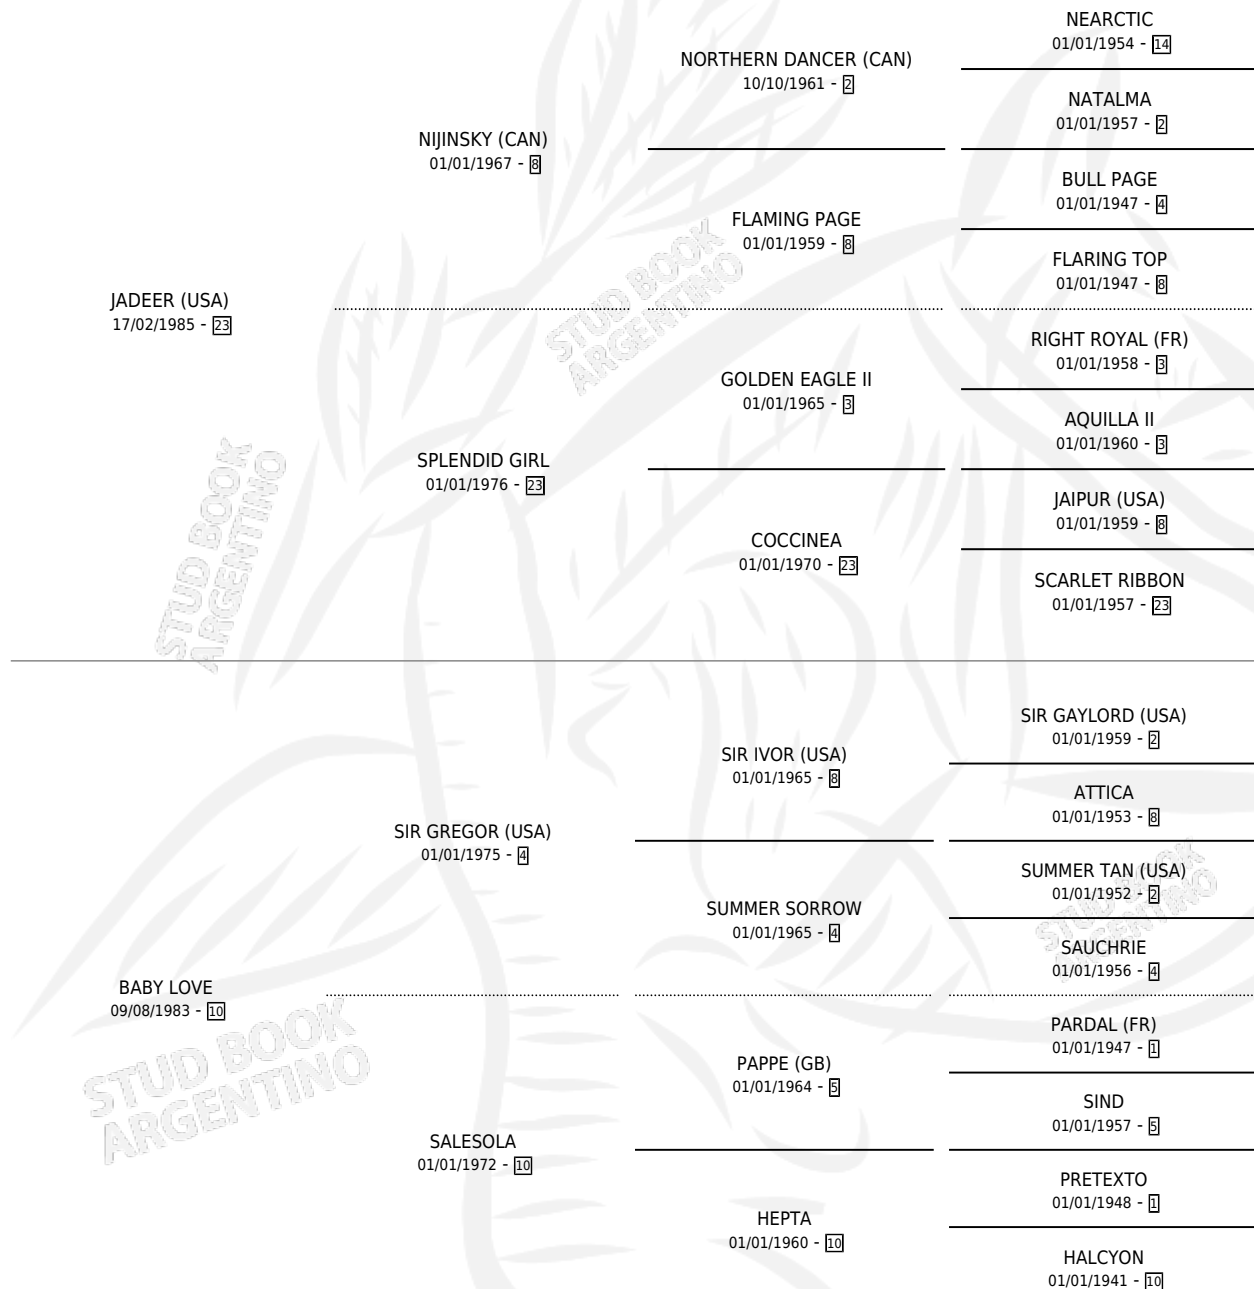 NEARCTIC
01/01/1954 - 14
NORTHERN DANCER (CAN)
10/10/1961 - 2
NATALMA
01/01/1957 - 2
NIJINSKY (CAN)
01/01/1967 - 8
BULL PAGE
01/01/1947 - 4
FLAMING PAGE
01/01/1959 - 8
FLARING TOP
01/01/1947 - 8
JADEER (USA)
17/02/1985 - 23
RIGHT ROYAL (FR)
01/01/1958 - 3
GOLDEN EAGLE II
01/01/1965 - 3
AQUILLA II
01/01/1960 - 3
SPLENDID GIRL
01/01/1976 - 23
JAIPUR (USA)
01/01/1959 - 8
COCCINEA
01/01/1970 - 23
SCARLET RIBBON
01/01/1957 - 23
SIR GAYLORD (USA)
01/01/1959 - 2
SIR IVOR (USA)
01/01/1965 - 8
ATTICA
01/01/1953 - 8
SIR GREGOR (USA)
01/01/1975 - 4
SUMMER TAN (USA)
01/01/1952 - 2
SUMMER SORROW
01/01/1965 - 4
SAUCHRIE
01/01/1956 - 4
BABY LOVE
09/08/1983 - 10
PARDAL (FR)
01/01/1947 - 1
PAPPE (GB)
01/01/1964 - 5
SIND
01/01/1957 - 5
SALESOLA
01/01/1972 - 10
PRETEXTO
01/01/1948 - 1
HEPTA
01/01/1960 - 10
HALCYON
01/01/1941 - 10
STUD BOOK
ARGENTINO
STUD BOOK
ARGENTINO
STUD BOOK
ARGENTINO
STUD BOOK
ARGENTINO